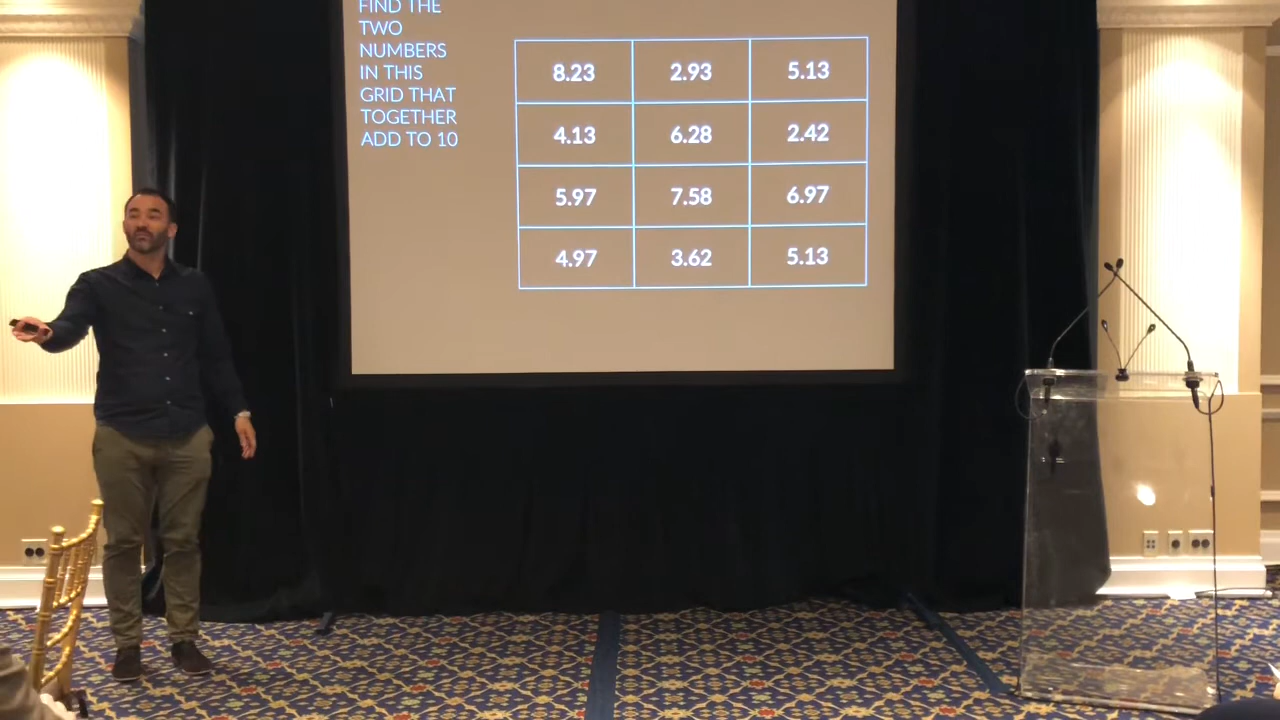 FIND THE
TWO
NUMBERS
IN THIS
GRID THAT
TOGETHER
ADD TO 10
8.23 2.93 5.13
4.13 6.28 2.42
5.97 7.58 6.97
4.97 3.62 5.13